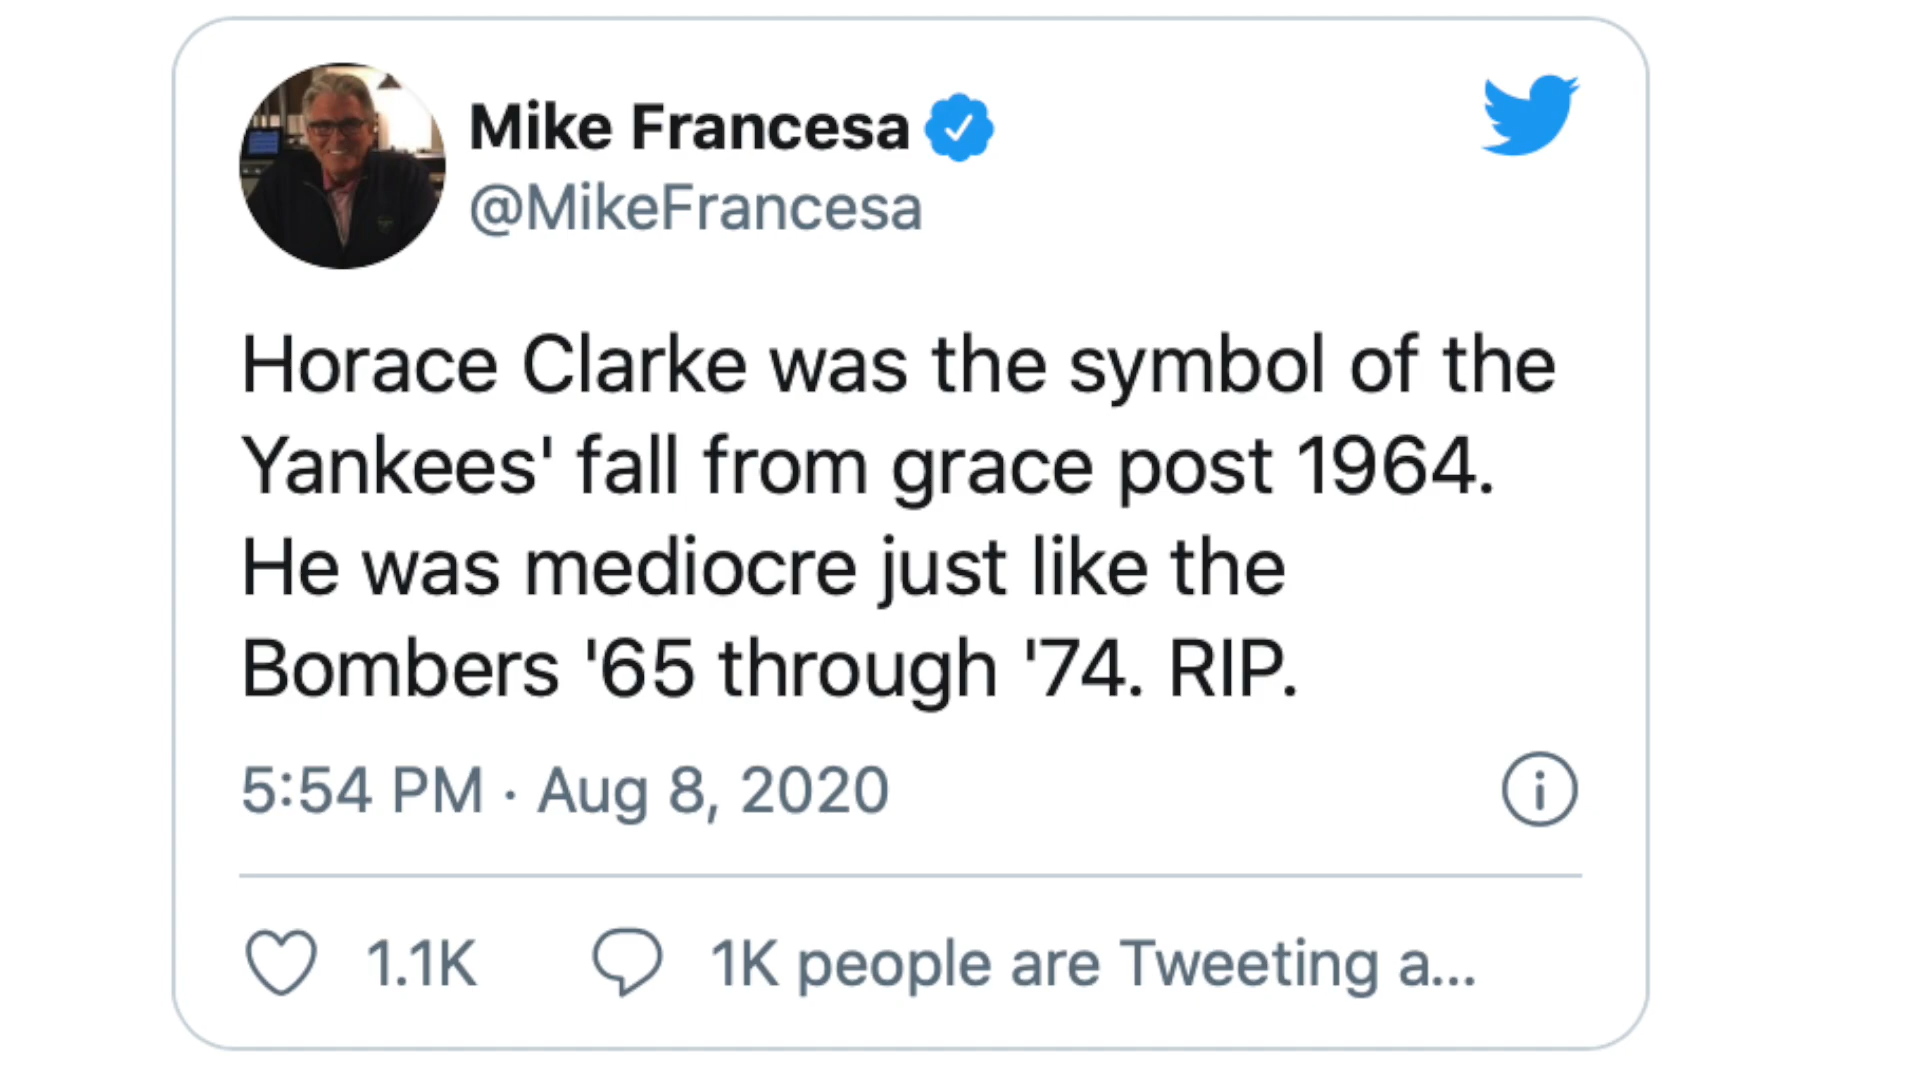 Mike Francesa
@MikeFrancesa
Horace Clarke was the symbol of the
Yankees' fall from grace post 1964.
He was mediocre just like the
Bombers '65 through '74. RIP.
5:54 PM · Aug 8, 2020
1.1K 1K people are Tweeting a...